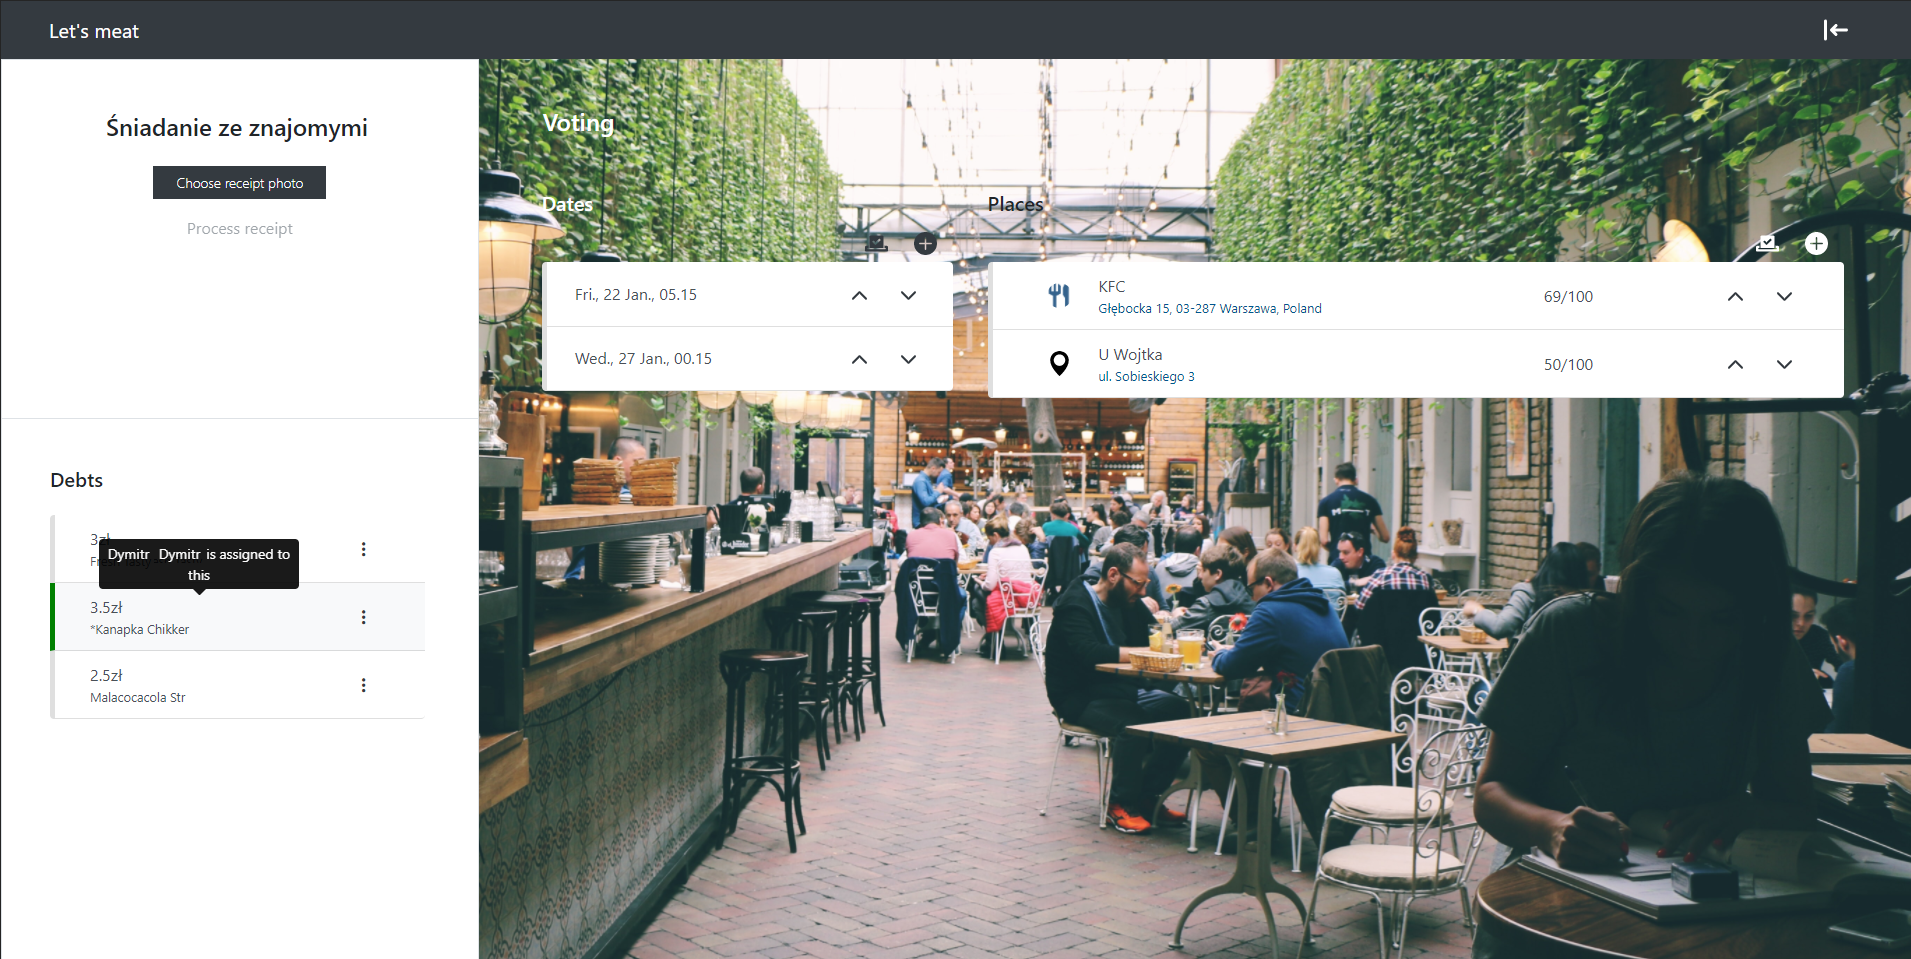 Let's meat
Śniadanie ze znajomymi
Choose receipt photo
Process receipt
Debts
3zł
Dymitr Dymitr is assigned to
this
3.5zł
*Kanapka Chikker
2.5zł
Malacocacola Str
Voting
Dates
Fri., 22 Jan., 05.15
Wed., 27 Jan., 00.15
Places
KFC
Głębocka 15, 03-287 Warszawa, Poland
69/100
U Wojtka
ul. Sobieskiego 3
50/100